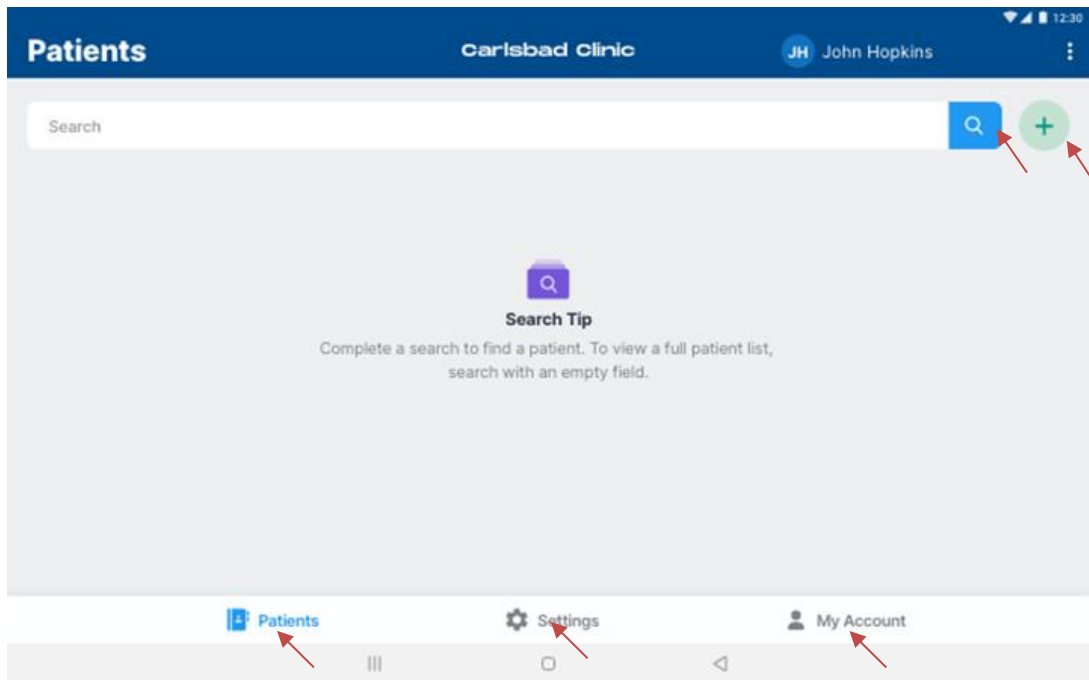 12:30
Patients
Carlsbad Clinic
JH John Hopkins
Search
Search Tip
Complete a search to find a patient. To view a full patient list,
search with an empty field.
Patients
Settings
My Account